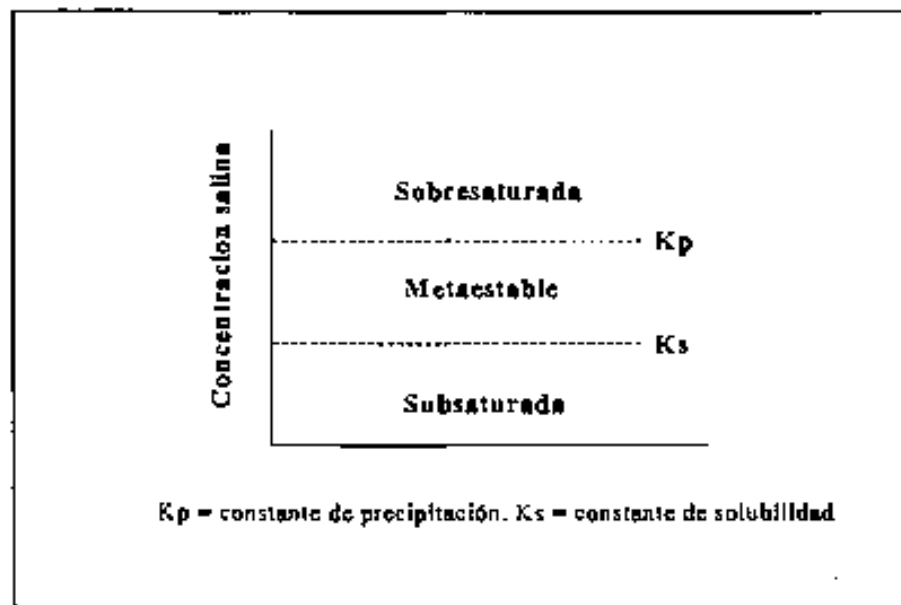 Concentracion salina
Sobresaturada
Kp
Metaestable
Ks
Subsaturada
Kp = constante de precipitación. Ks = constante de solubilidad